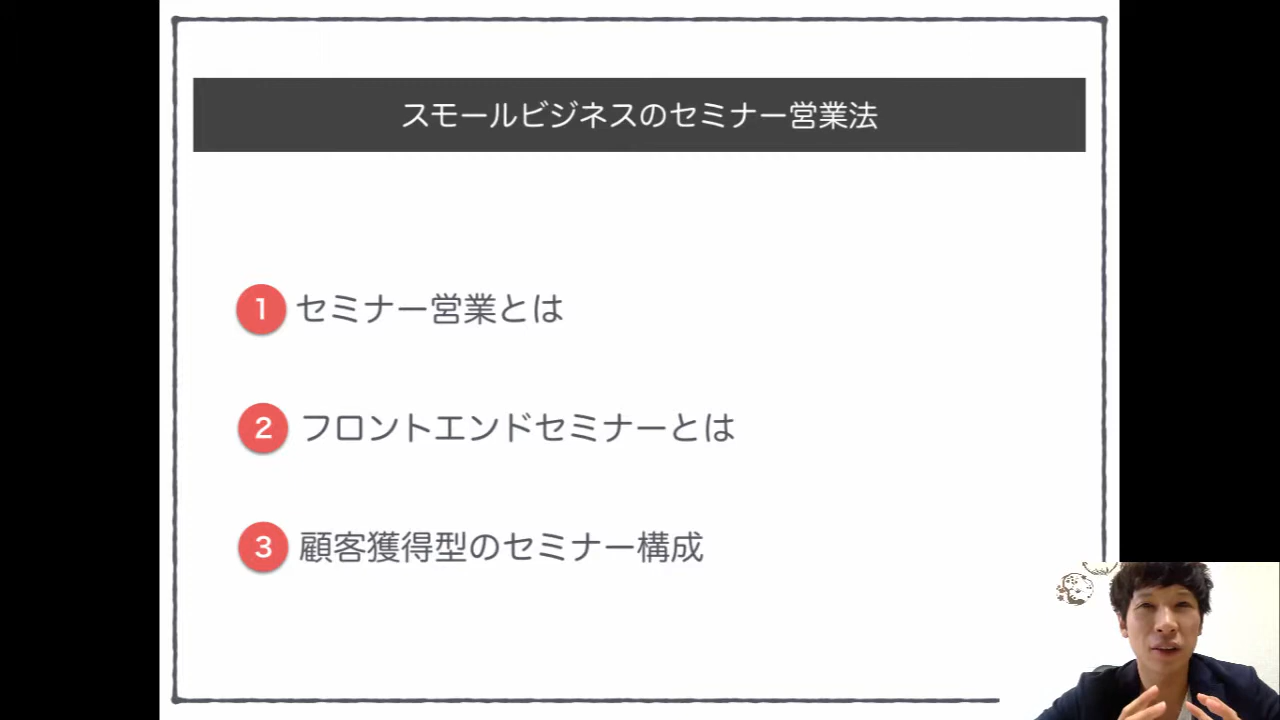 スモールビジネスのセミナー営業法
1 セミナー営業とは
2 フロントエンドセミナーとは
3 顧客獲得型のセミナー構成